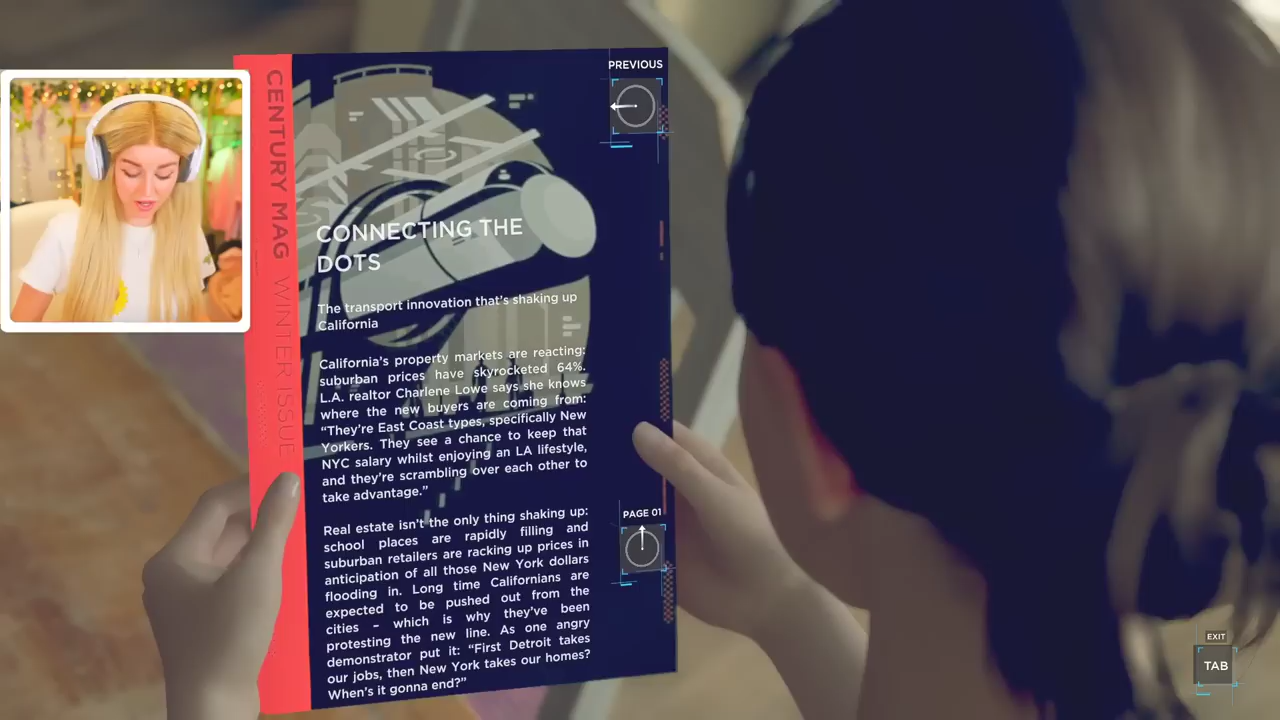 CENTURY MAG WINTER ISSUE
PREVIOUS
CONNECTING THE
DOTS
The transport innovation that's shaking up
California
California's property markets are reacting:
suburban prices have skyrocketed 64%.
L.A. realtor Charlene Lowe says she knows
where the new buyers are coming from:
"They're East Coast types, specifically New
Yorkers. They see a chance to keep that
NYC salary whilst enjoying an LA lifestyle,
and they're scrambling over each other to
take advantage."
Real estate isn't the only thing shaking up:
school places are rapidly filling and
suburban retailers are racking up prices in
anticipation of all those New York dollars
flooding in. Long time Californians are
expected to be pushed out from the
cities – which is why they've been
protesting the new line. As one angry
demonstrator put it: "First Detroit takes
our jobs, then New York takes our homes?
When's it gonna end?"
PAGE 01
EXIT
TAB